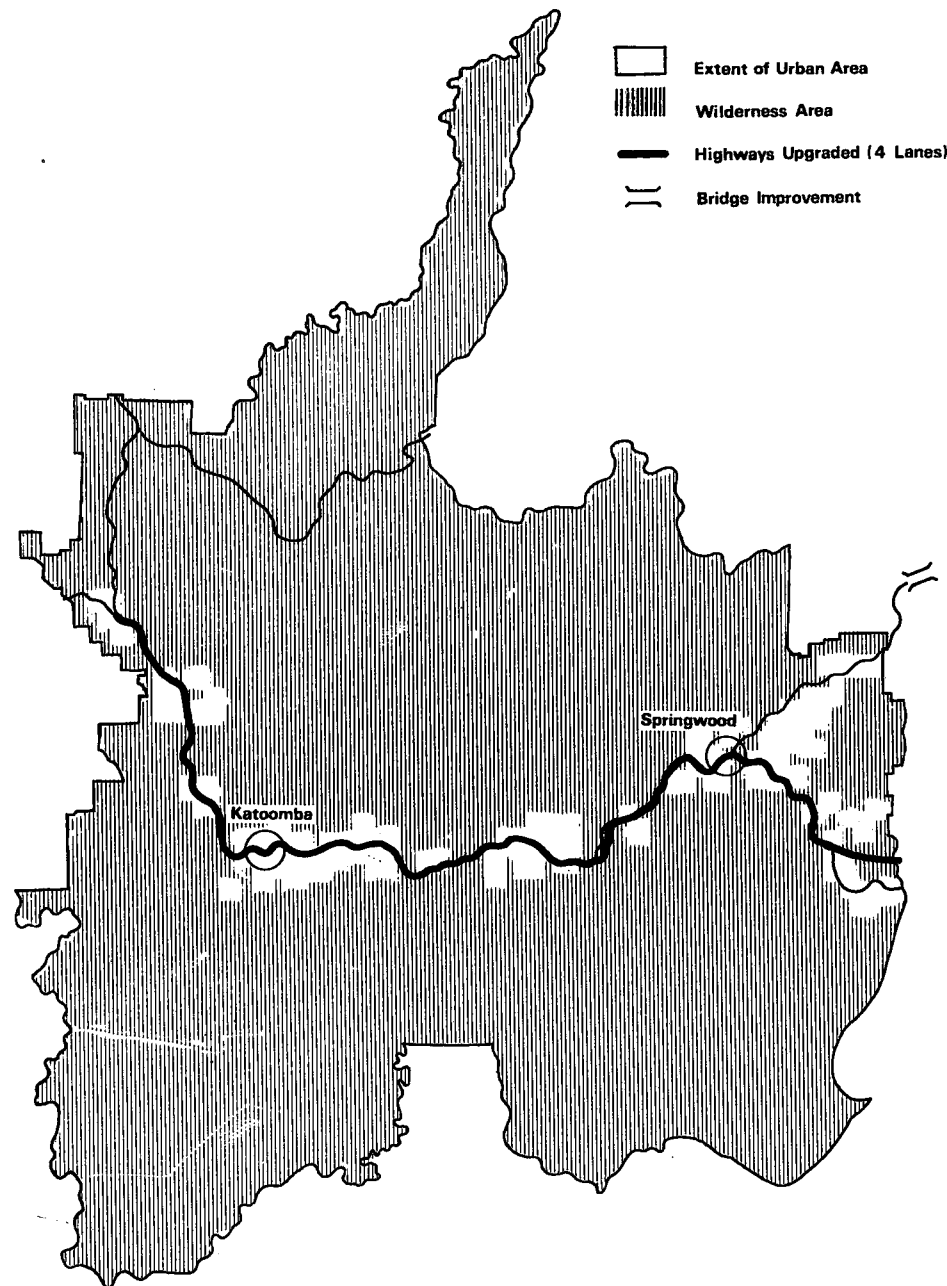 Extent of Urban Area
Wilderness Area
Highways Upgraded (4 Lanes)
Bridge Improvement
Springwood
Katoomba